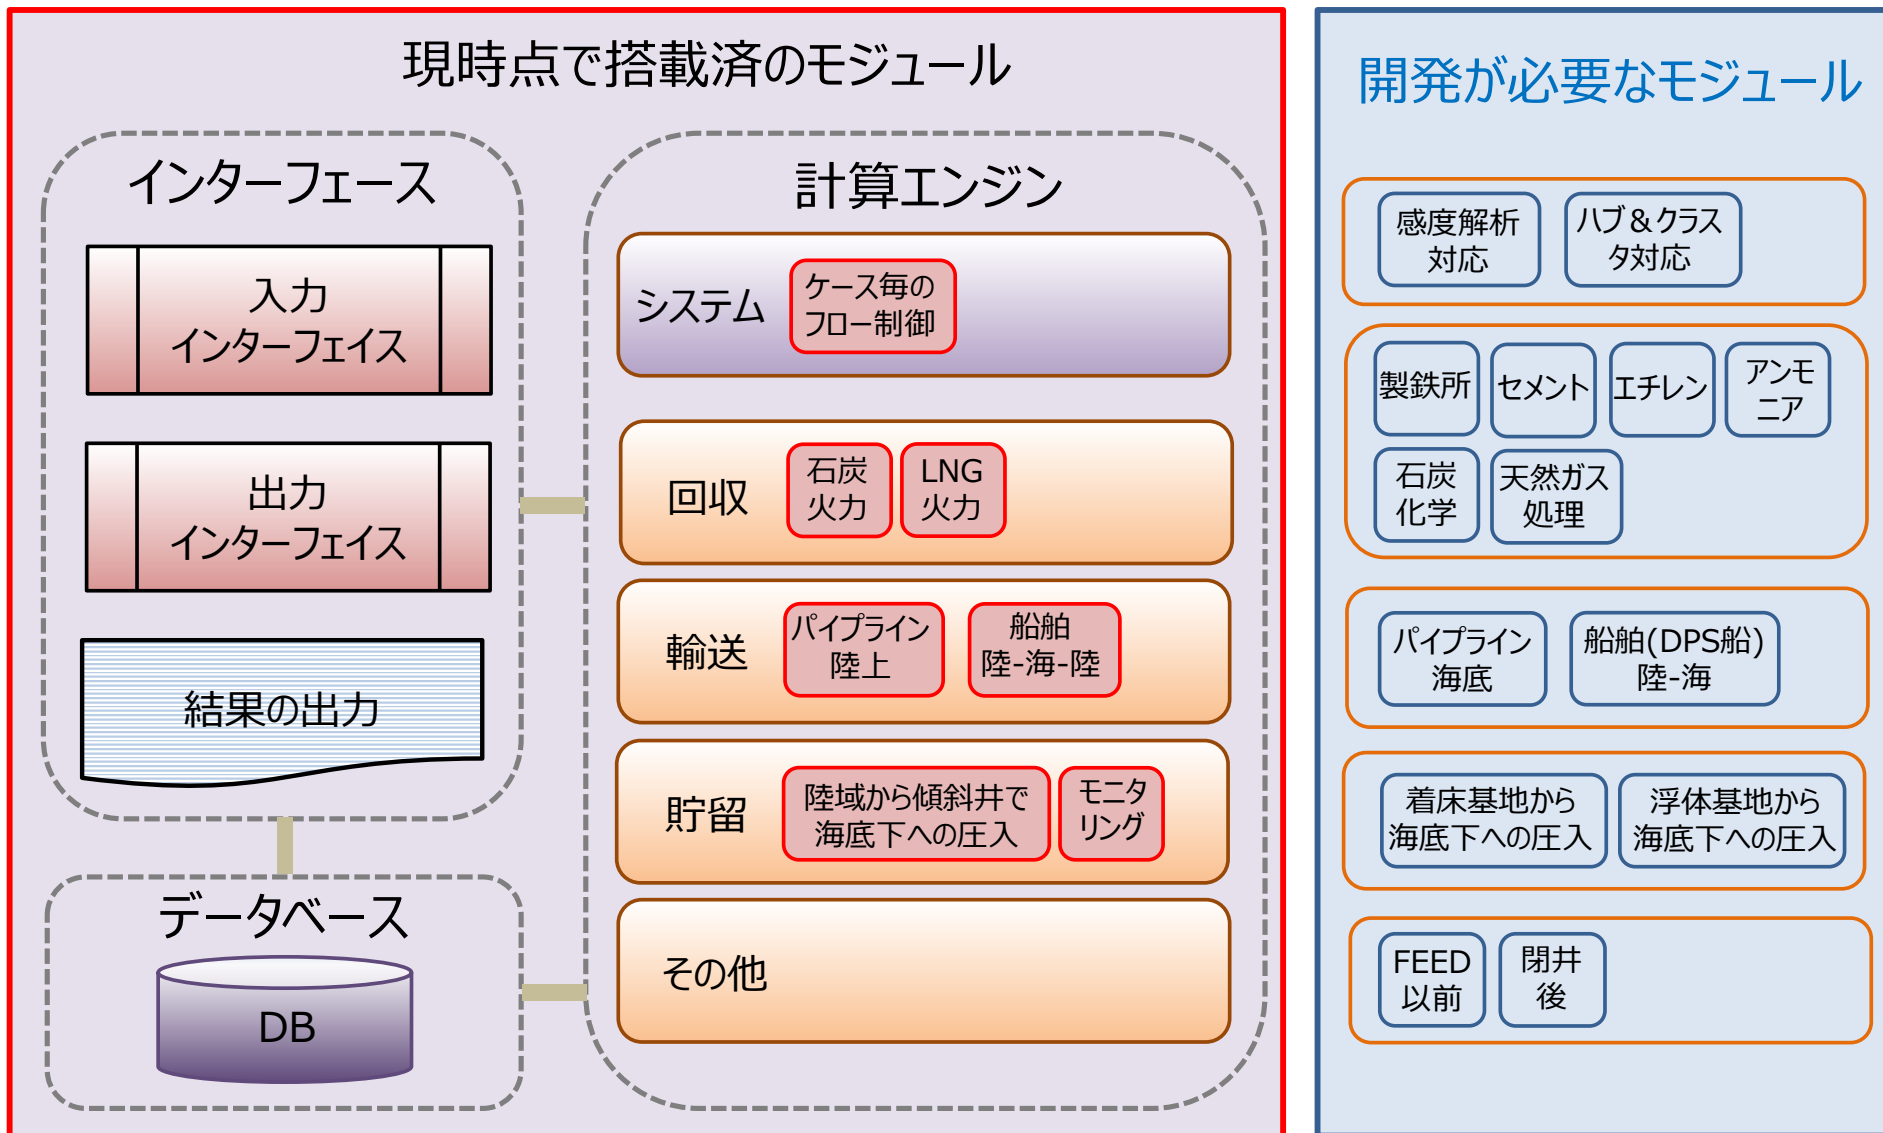 現時点で搭載済のモジュール
インターフェース
入力
インターフェイス
出力
インターフェイス
結果の出力
データベース
DB
計算エンジン
システム
ケース毎の
フロー制御
回収
石炭
火力
LNG
火力
輸送
パイプライン
陸上
船舶
陸-海-陸
貯留
陸域から傾斜井で
海底下への圧入
モニタ
リング
その他
開発が必要なモジュール
感度解析
対応
ハブ＆クラス
タ対応
製鉄所
セメント
エチレン
アンモ
ニア
石炭
化学
天然ガス
処理
パイプライン
海底
船舶(DPS船)
陸-海
着床基地から
海底下への圧入
浮体基地から
海底下への圧入
FEED
以前
閉井
後